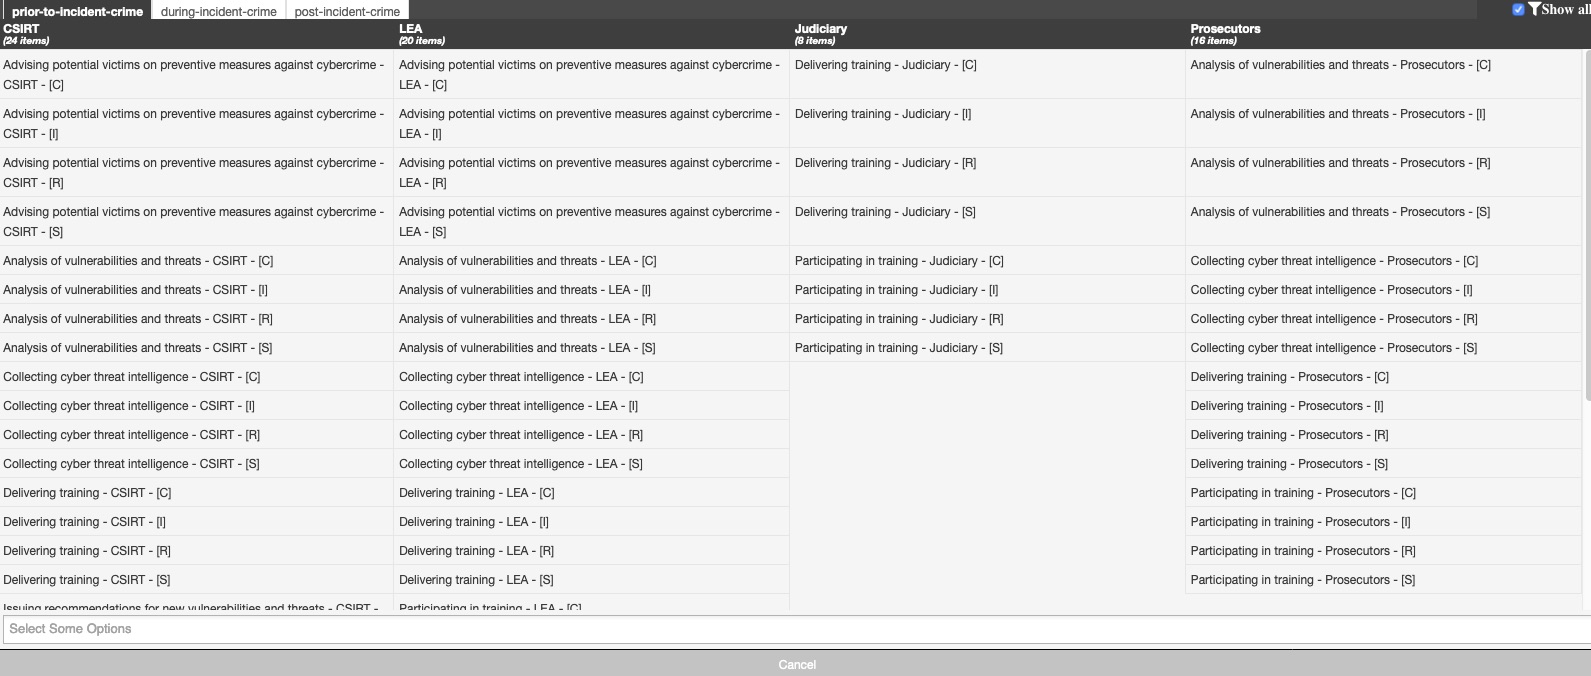 prior-to-incident-crime
during-incident-crime
post-incident-crime
Show all
CSIRT
(24 items)
LEA
(20 items)
Judiciary
(8 items)
Prosecutors
(16 items)
Advising potential victims on preventive measures against cybercrime -
CSIRT - [C]
Advising potential victims on preventive measures against cybercrime -
LEA - [C]
Delivering training - Judiciary - [C]
Analysis of vulnerabilities and threats - Prosecutors - [C]
Advising potential victims on preventive measures against cybercrime -
CSIRT - [I]
Advising potential victims on preventive measures against cybercrime -
LEA - [I]
Delivering training - Judiciary - [I]
Analysis of vulnerabilities and threats - Prosecutors - [I]
Advising potential victims on preventive measures against cybercrime -
CSIRT - [R]
Advising potential victims on preventive measures against cybercrime -
LEA - [R]
Delivering training - Judiciary - [R]
Analysis of vulnerabilities and threats - Prosecutors - [R]
Advising potential victims on preventive measures against cybercrime -
CSIRT - [S]
Advising potential victims on preventive measures against cybercrime -
LEA - [S]
Delivering training - Judiciary - [S]
Analysis of vulnerabilities and threats - Prosecutors - [S]
Analysis of vulnerabilities and threats - CSIRT - [C]
Analysis of vulnerabilities and threats - LEA - [C]
Participating in training - Judiciary - [C]
Collecting cyber threat intelligence - Prosecutors - [C]
Analysis of vulnerabilities and threats - CSIRT - [I]
Analysis of vulnerabilities and threats - LEA - [I]
Participating in training - Judiciary - [I]
Collecting cyber threat intelligence - Prosecutors - [I]
Analysis of vulnerabilities and threats - CSIRT - [R]
Analysis of vulnerabilities and threats - LEA - [R]
Participating in training - Judiciary - [R]
Collecting cyber threat intelligence - Prosecutors - [R]
Analysis of vulnerabilities and threats - CSIRT - [S]
Analysis of vulnerabilities and threats - LEA - [S]
Participating in training - Judiciary - [S]
Collecting cyber threat intelligence - Prosecutors - [S]
Collecting cyber threat intelligence - CSIRT - [C]
Collecting cyber threat intelligence - LEA - [C]
Delivering training - Prosecutors - [C]
Collecting cyber threat intelligence - CSIRT - [I]
Collecting cyber threat intelligence - LEA - [I]
Delivering training - Prosecutors - [I]
Collecting cyber threat intelligence - CSIRT - [R]
Collecting cyber threat intelligence - LEA - [R]
Delivering training - Prosecutors - [R]
Collecting cyber threat intelligence - CSIRT - [S]
Collecting cyber threat intelligence - LEA - [S]
Delivering training - Prosecutors - [S]
Delivering training - CSIRT - [C]
Delivering training - LEA - [C]
Participating in training - Prosecutors - [C]
Delivering training - CSIRT - [I]
Delivering training - LEA - [I]
Participating in training - Prosecutors - [I]
Delivering training - CSIRT - [R]
Delivering training - LEA - [R]
Participating in training - Prosecutors - [R]
Delivering training - CSIRT - [S]
Delivering training - LEA - [S]
Participating in training - Prosecutors - [S]
Issuing recommendations for new vulnerabilities and threats - CSIRT -
Participating in training - LEA - [C]
Select Some Options
Cancel